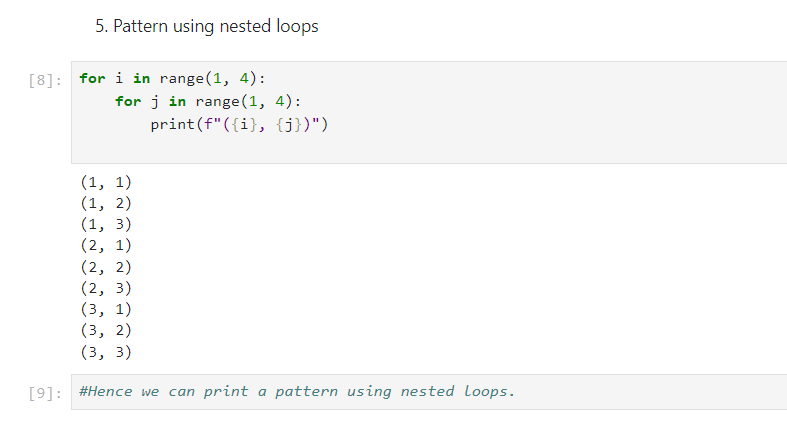 5. Pattern using nested loops
[8]: for i in range(1, 4):
    for j in range(1, 4):
        print(f"({i}, {j})")
(1, 1)
(1, 2)
(1, 3)
(2, 1)
(2, 2)
(2, 3)
(3, 1)
(3, 2)
(3, 3)
[9]: #Hence we can print a pattern using nested loops.